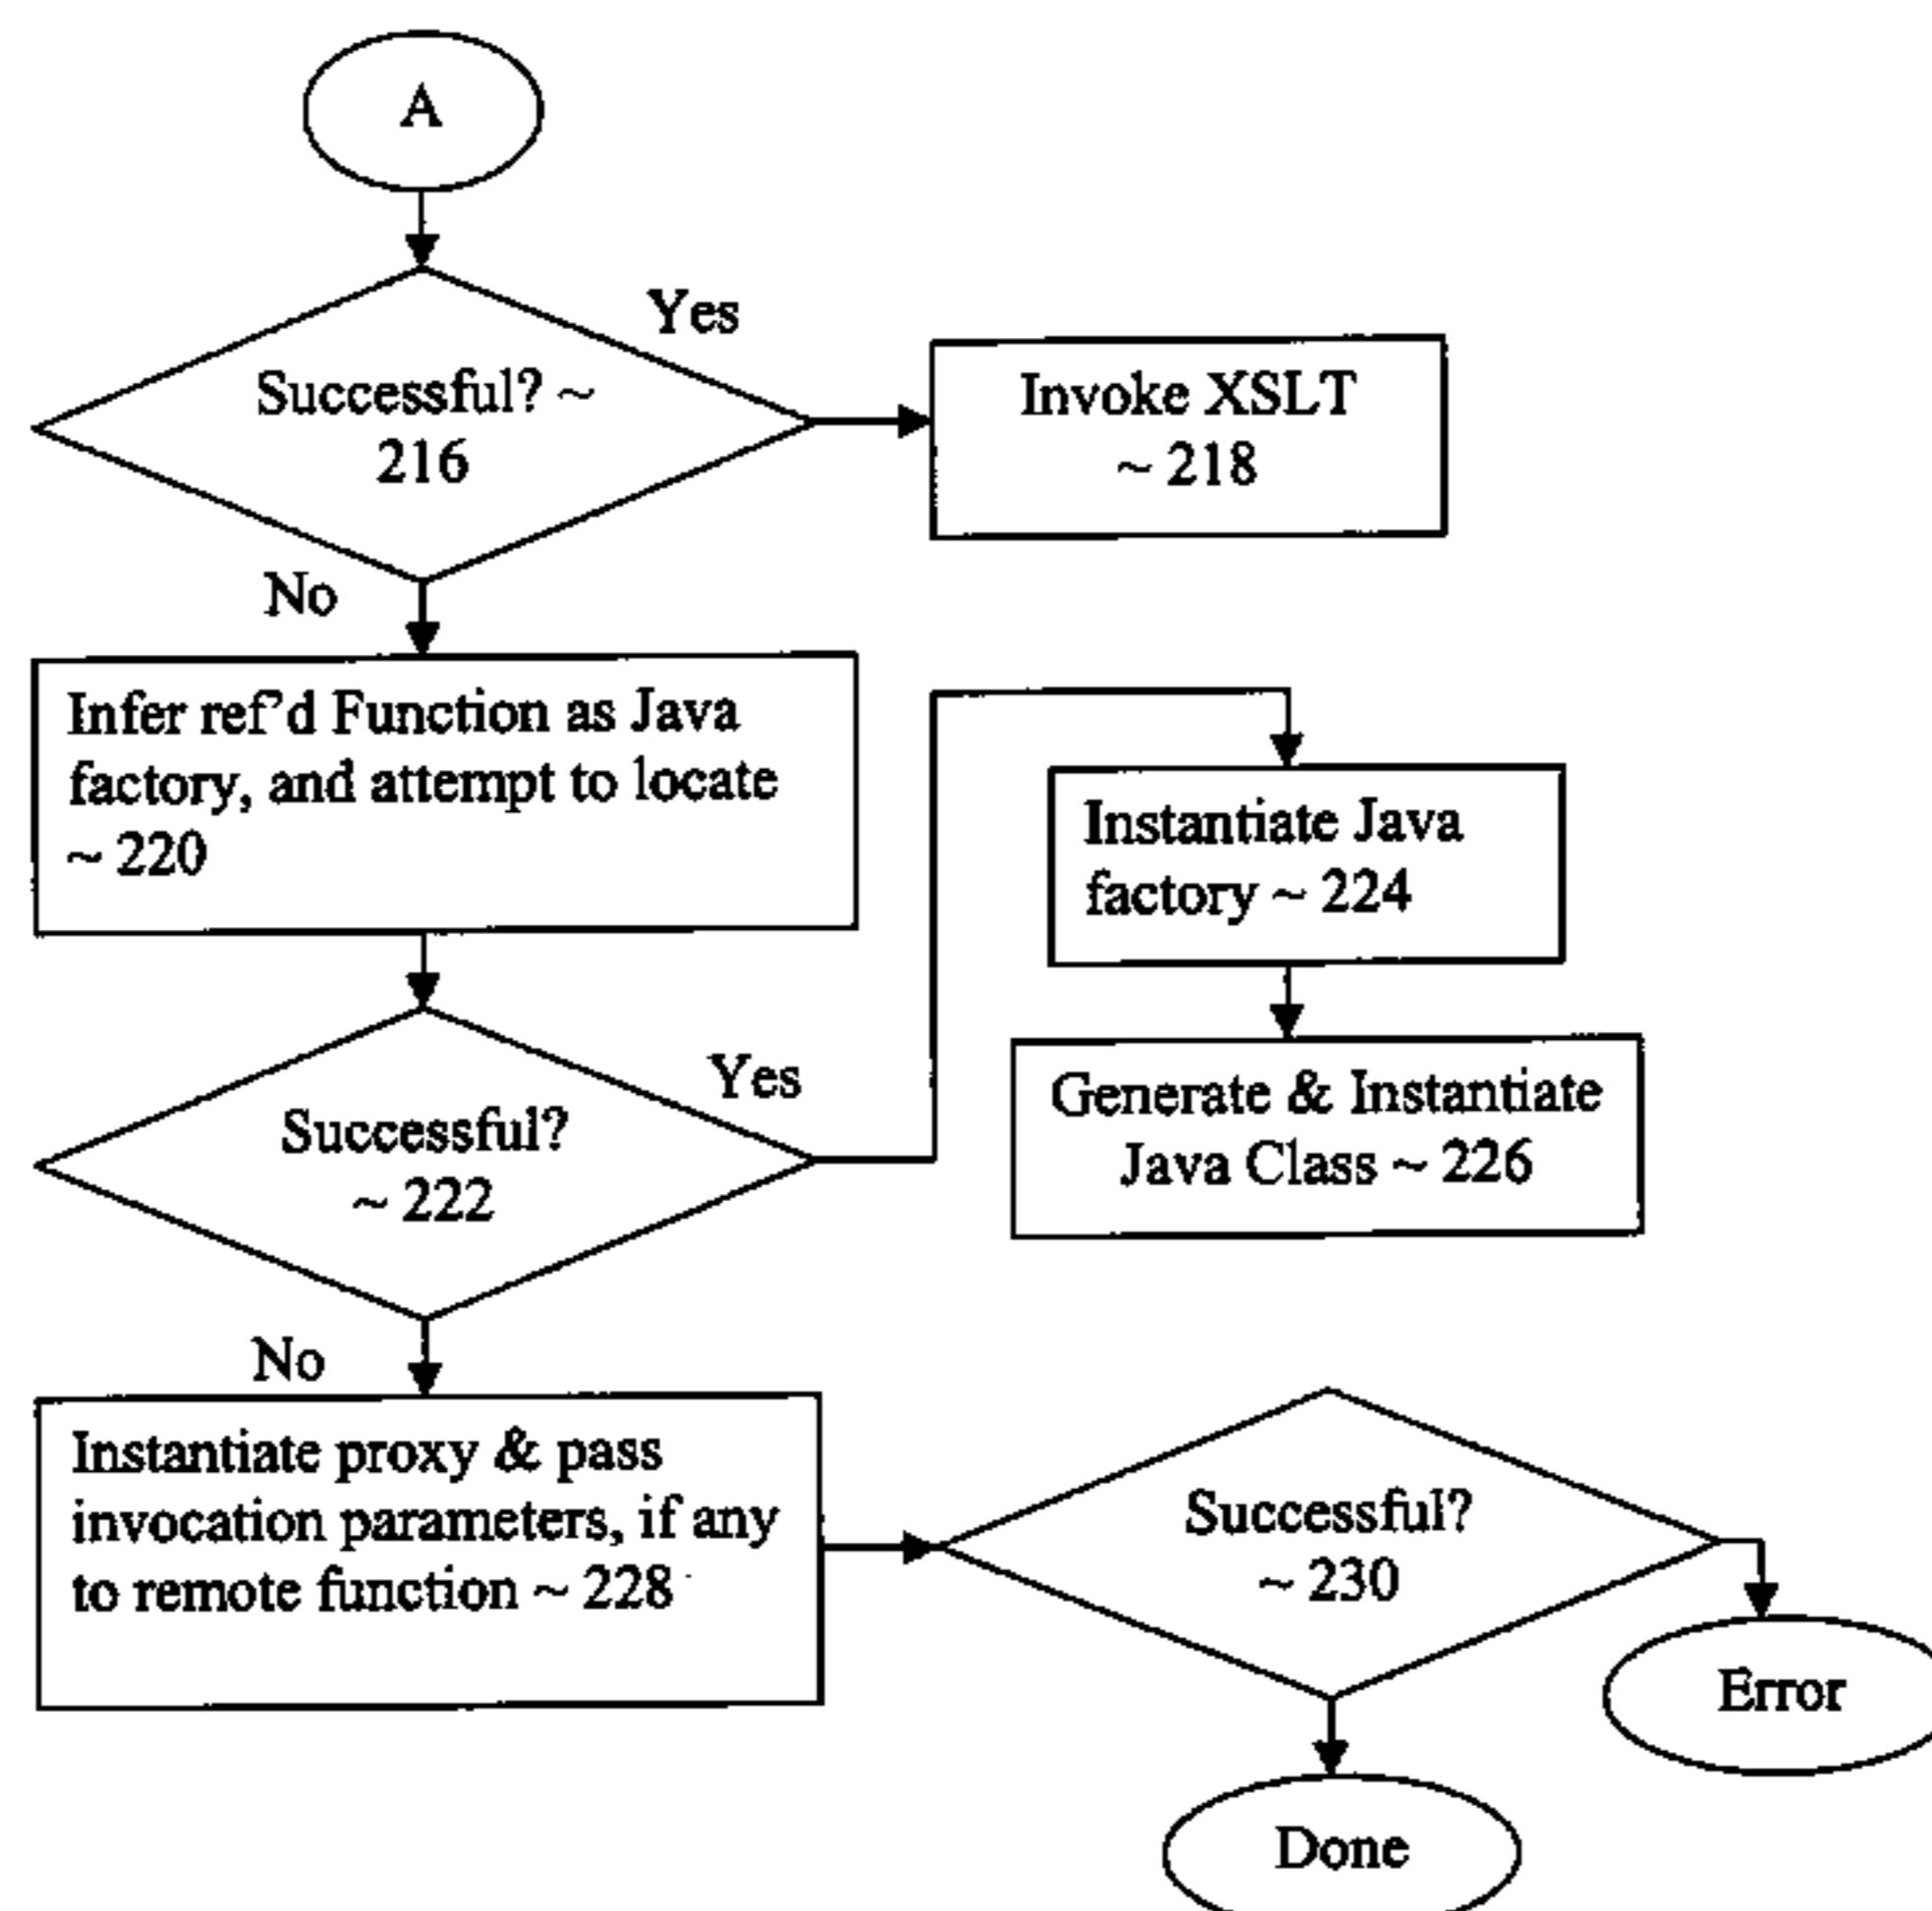 A
Yes
Successful? ~
216
Invoke XSLT
~ 218
No
Infer ref'd Function as Java
factory, and attempt to locate
~ 220
Instantiate Java
factory ~ 224
Yes
Successful?
~ 222
Generate & Instantiate
Java Class ~ 226
No
Instantiate proxy & pass
invocation parameters, if any
to remote function ~ 228
Successful?
~ 230
Error
Done